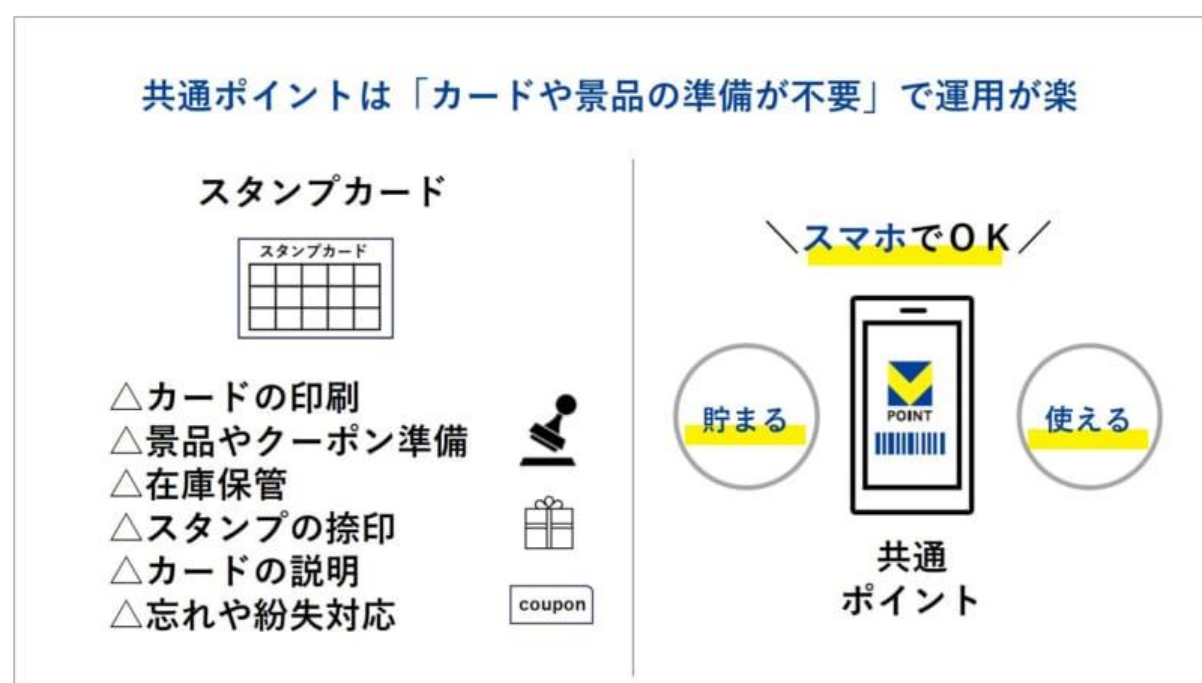 共通ポイントは「カードや景品の準備が不要」で運用が楽
スタンプカード
スタンプカード
△カードの印刷
△景品やクーポン準備
△在庫保管
△スタンプの捺印
△カードの説明
△忘れや紛失対応
coupon
＼スマホでOK／
貯まる
POINT
使える
共通
ポイント